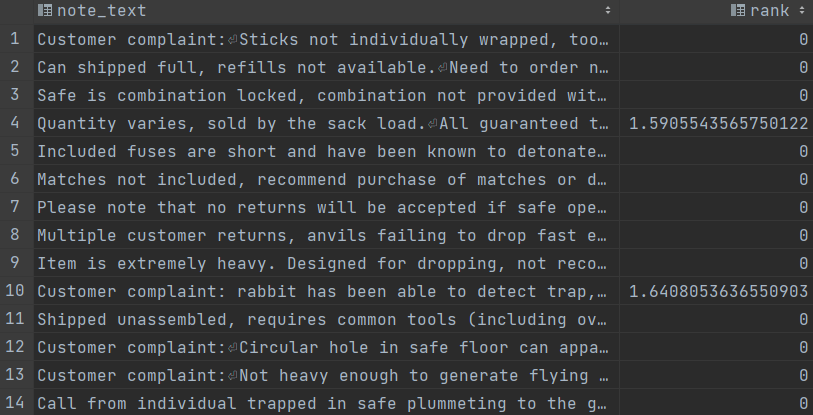 note_text rank
1 Customer complaint:⏎Sticks not individually wrapped, too… 0
2 Can shipped full, refills not available.⏎Need to order n… 0
3 Safe is combination locked, combination not provided wit… 0
4 Quantity varies, sold by the sack load.⏎All guaranteed t… 1.5905543565750122
5 Included fuses are short and have been known to detonate… 0
6 Matches not included, recommend purchase of matches or d… 0
7 Please note that no returns will be accepted if safe ope… 0
8 Multiple customer returns, anvils failing to drop fast e… 0
9 Item is extremely heavy. Designed for dropping, not reco… 0
10 Customer complaint: rabbit has been able to detect trap,… 1.6408053636550903
11 Shipped unassembled, requires common tools (including ov… 0
12 Customer complaint:⏎Circular hole in safe floor can appa… 0
13 Customer complaint:⏎Not heavy enough to generate flying … 0
14 Call from individual trapped in safe plummeting to the g… 0